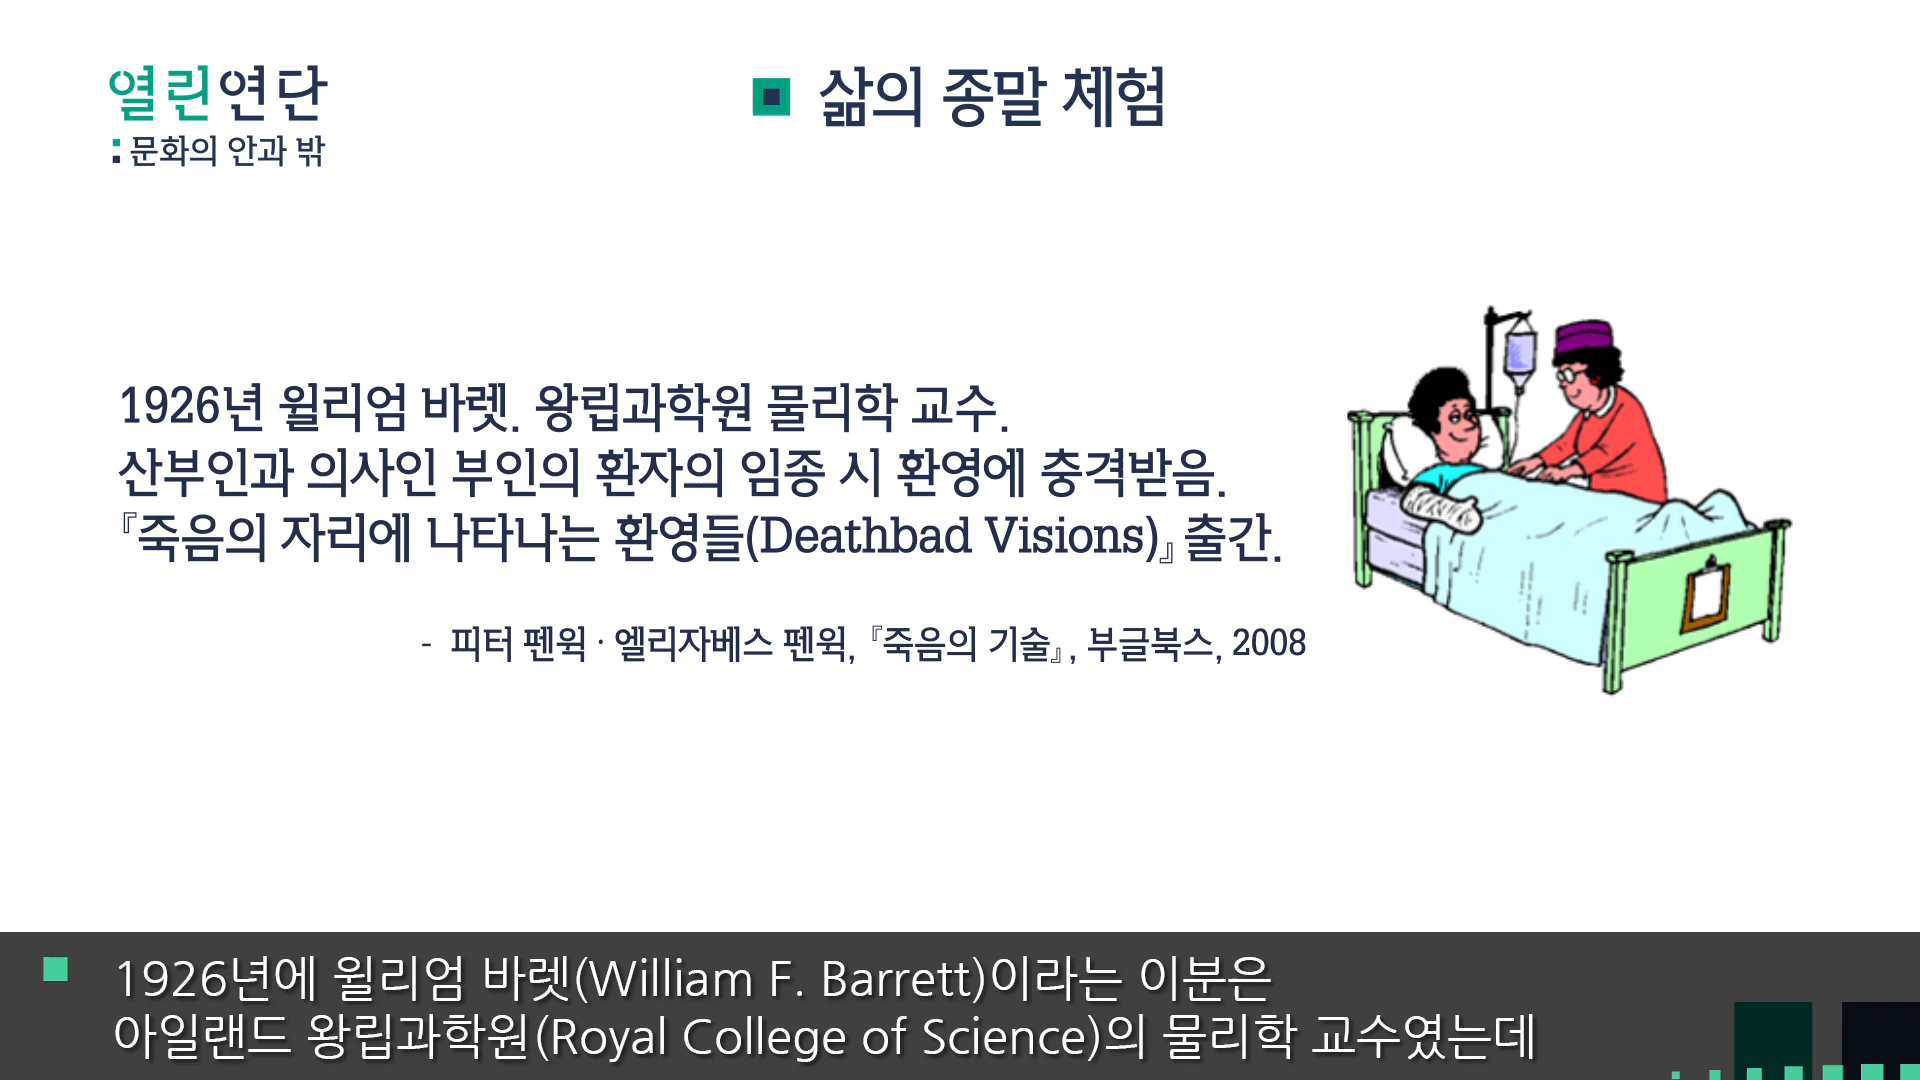 열린연단
: 문화의 안과 밖
삶의 종말 체험
1926년 윌리엄 바렛. 왕립과학원 물리학 교수.
산부인과 의사인 부인의 환자의 임종 시 환영에 충격받음.
『죽음의 자리에 나타나는 환영들(Deathbad Visions)』 출간.
- 피터 펜윅 · 엘리자베스 펜윅, 『죽음의 기술』, 부글북스, 2008
1926년에 윌리엄 바렛(William F. Barrett)이라는 이분은
아일랜드 왕립과학원(Royal College of Science)의 물리학 교수였는데